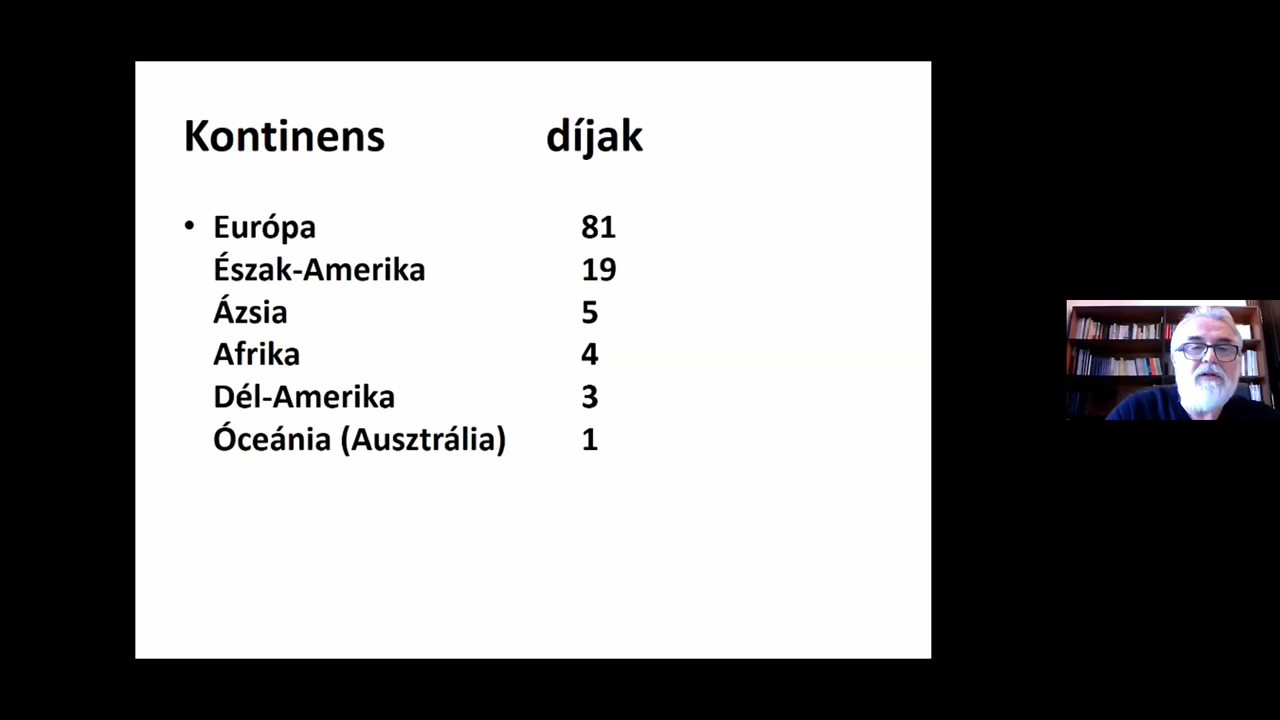 Kontinens díjak
• Európa 81
Észak-Amerika 19
Ázsia 5
Afrika 4
Dél-Amerika 3
Óceánia (Ausztrália) 1